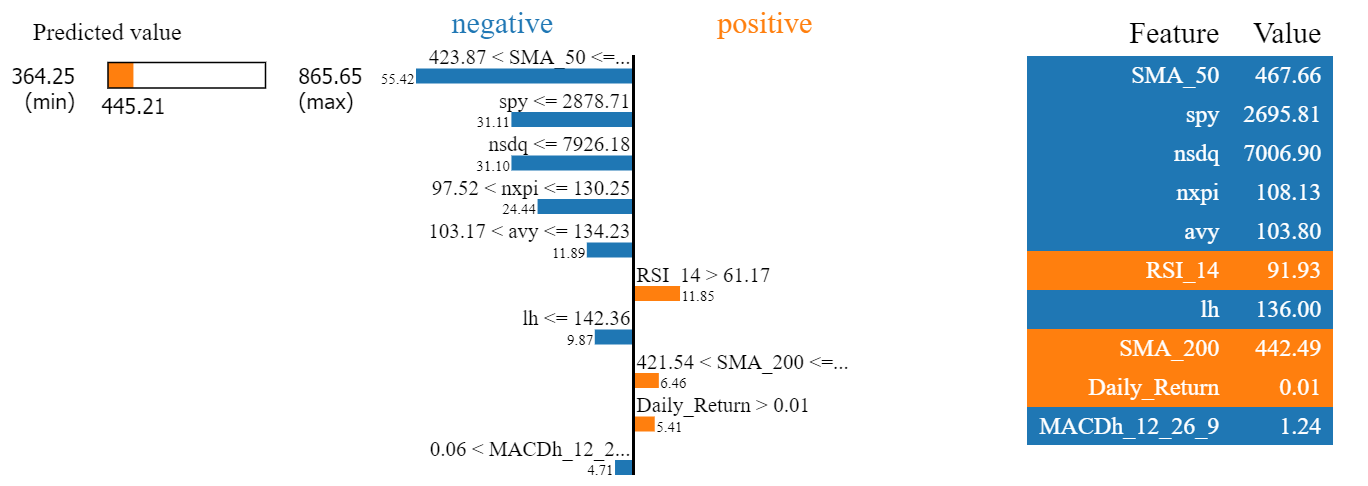 Predicted value
364.25
(min)
445.21
865.65
(max)
negative
positive
423.87 < SMA_50 <=...
55.42
spy <= 2878.71
31.11
nsdq <= 7926.18
31.10
97.52 < nxpi <= 130.25
24.44
103.17 < avy <= 134.23
11.89
RSI_14 > 61.17
11.85
lh <= 142.36
9.87
421.54 < SMA_200 <=...
6.46
Daily_Return > 0.01
5.41
0.06 < MACDh_12_2...
4.71
Feature Value
SMA_50 467.66
spy 2695.81
nsdq 7006.90
nxpi 108.13
avy 103.80
RSI_14 91.93
lh 136.00
SMA_200 442.49
Daily_Return 0.01
MACDh_12_26_9 1.24